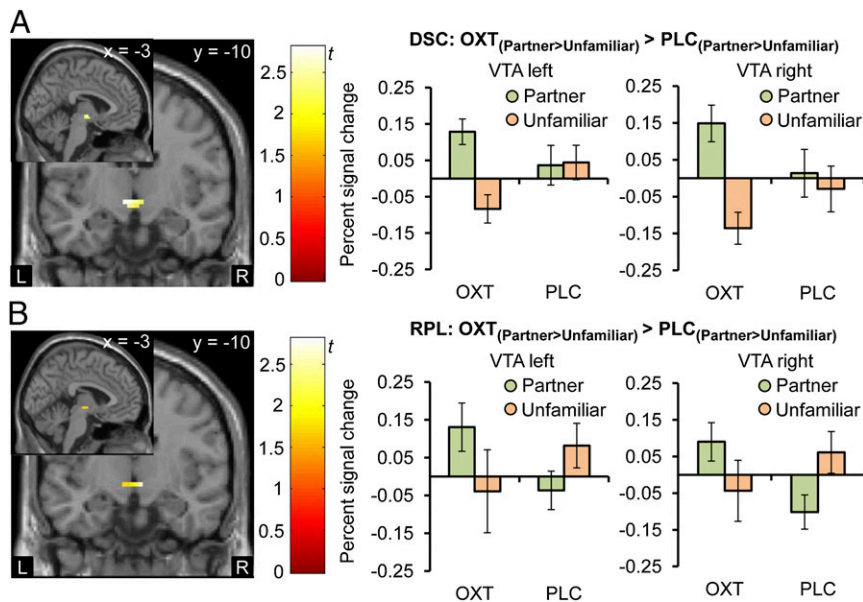 A
x = -3
y = -10
L
R
t
2.5
2
1.5
1
0.5
0
Percent signal change
DSC: OXT(Partner>Unfamiliar) > PLC(Partner>Unfamiliar)
VTA left
Partner
Unfamiliar
0.25
0.15
0.05
-0.05
-0.15
-0.25
OXT PLC
VTA right
Partner
Unfamiliar
0.25
0.15
0.05
-0.05
-0.15
-0.25
OXT PLC
B
x = -3
y = -10
L
R
t
2.5
2
1.5
1
0.5
0
Percent signal change
RPL: OXT(Partner>Unfamiliar) > PLC(Partner>Unfamiliar)
VTA left
Partner
Unfamiliar
0.25
0.15
0.05
-0.05
-0.15
-0.25
OXT PLC
VTA right
Partner
Unfamiliar
0.25
0.15
0.05
-0.05
-0.15
-0.25
OXT PLC